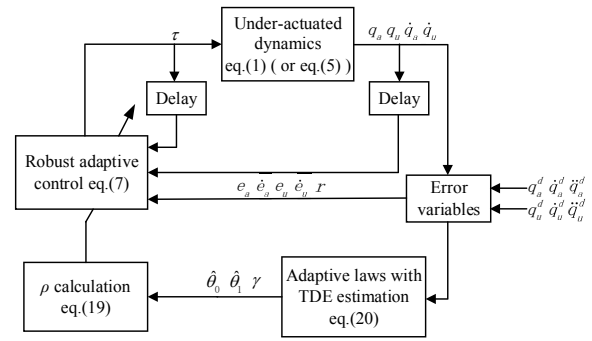 τ
Under-actuated
dynamics
eq.(1) ( or eq.(5) )
q_a q_u q̇_a q̇_u
Delay
Delay
Robust adaptive
control eq.(7)
e_a ė_a e_u ė_u r
Error
variables
q_a^d q̇_a^d q̈_a^d
q_u^d q̇_u^d q̈_u^d
ρ calculation
eq.(19)
θ̂_0 θ̂_1 γ
Adaptive laws with
TDE estimation
eq.(20)